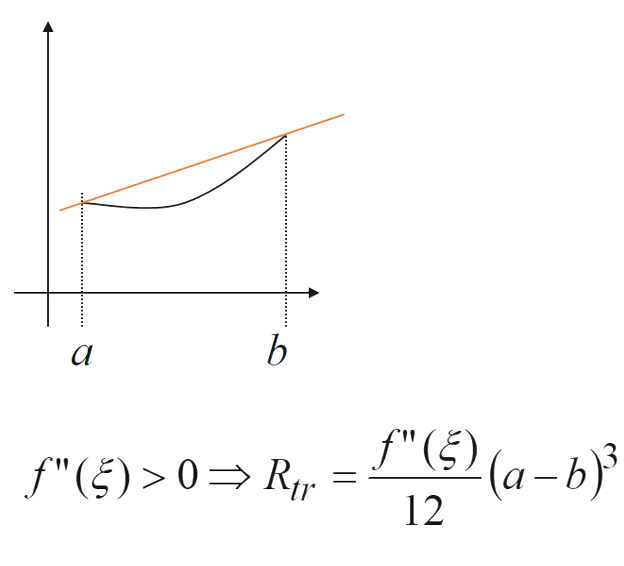 a b
f"(ξ) > 0 ⇒ R_tr = f"(ξ)/12 (a − b)³